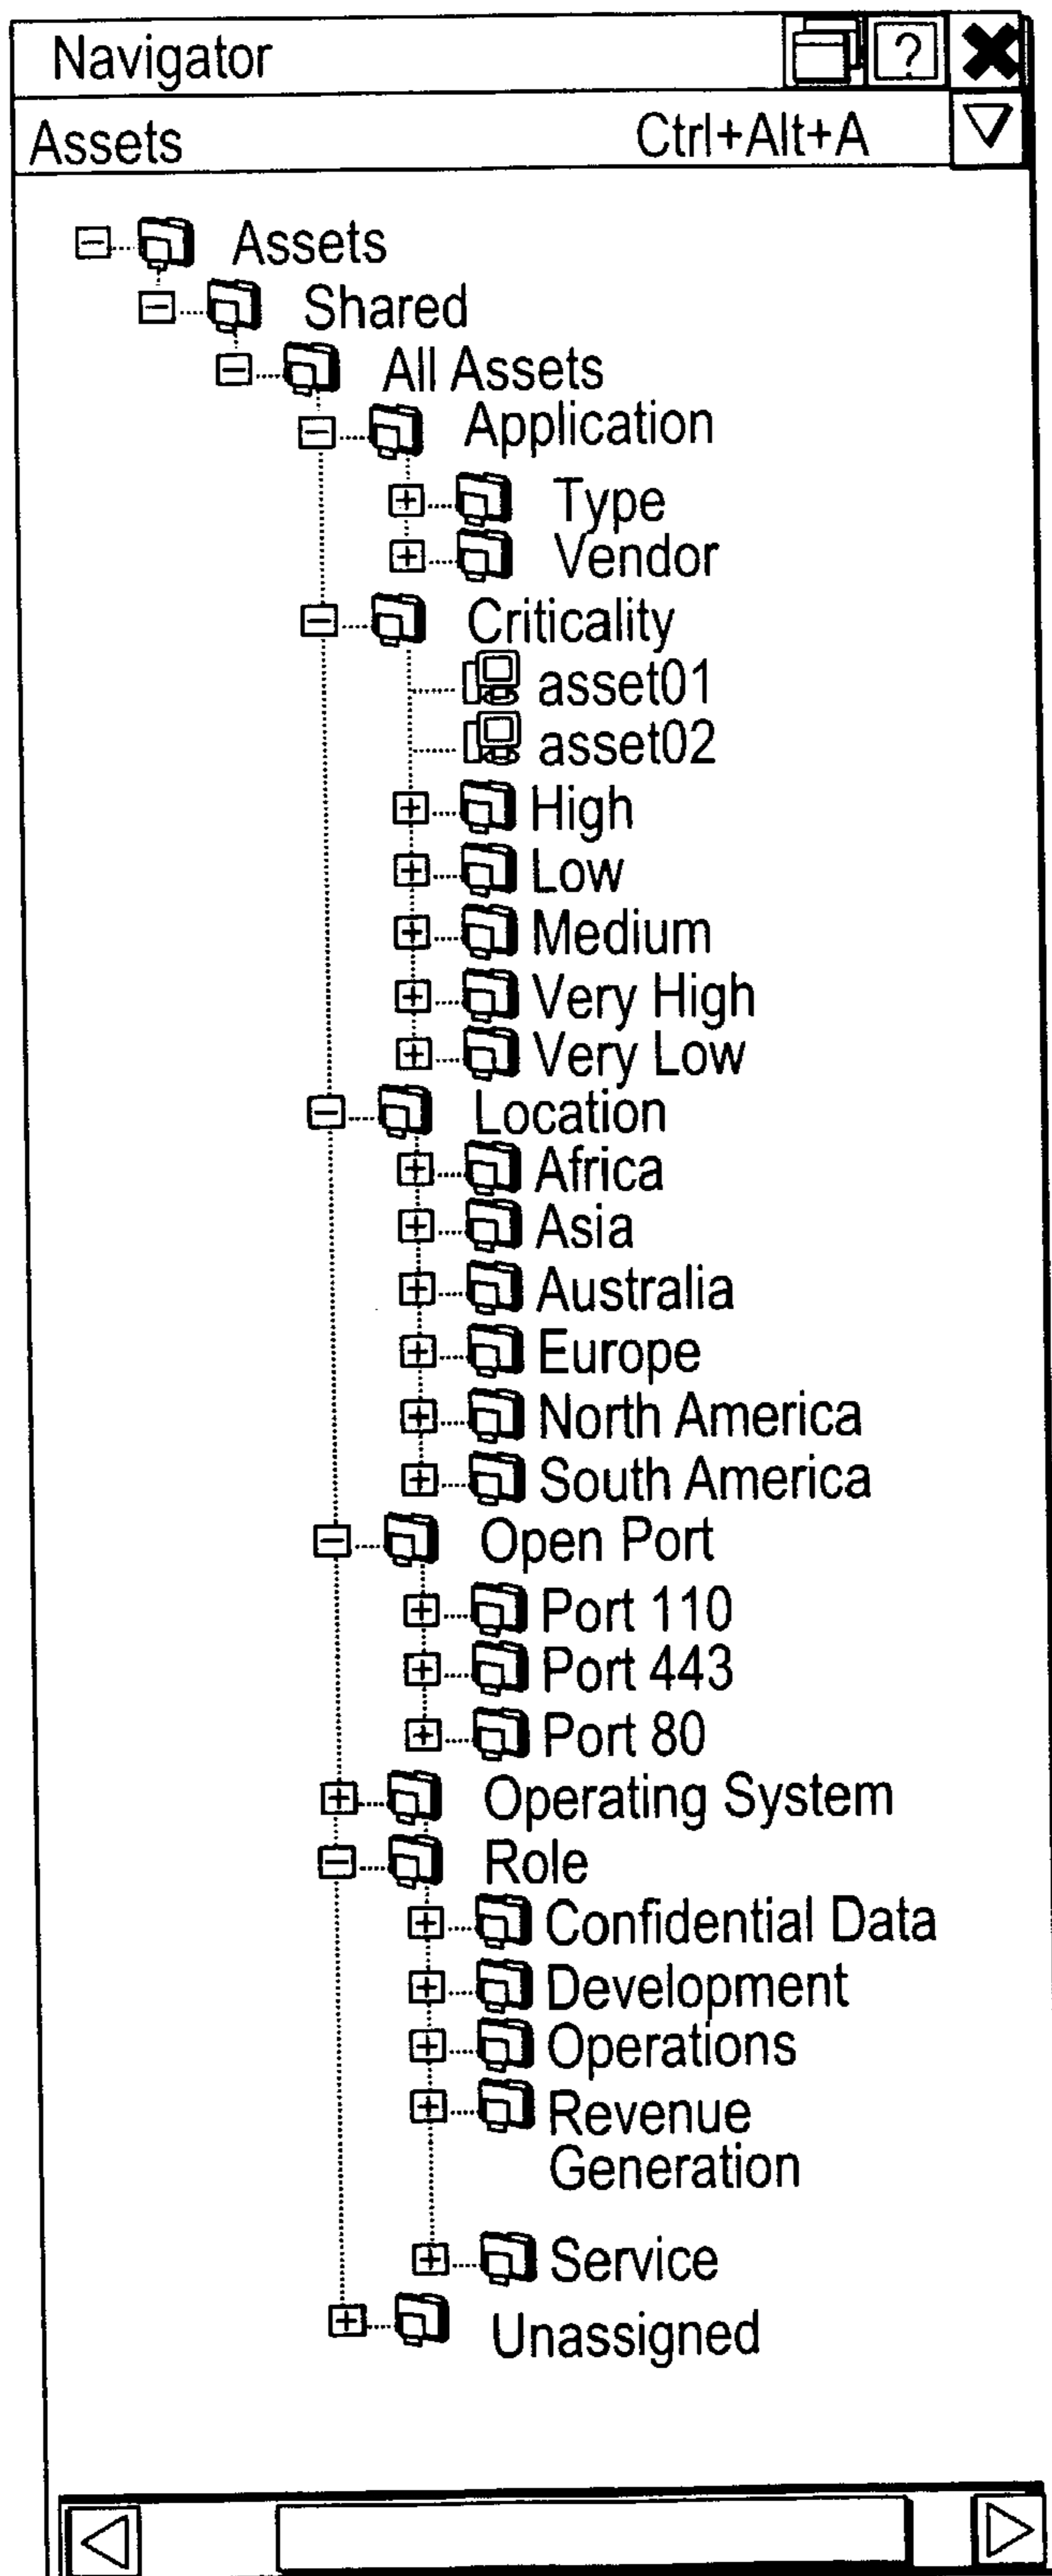 Navigator ?
Assets Ctrl+Alt+A
Assets
Shared
All Assets
Application
Type
Vendor
Criticality
asset01
asset02
High
Low
Medium
Very High
Very Low
Location
Africa
Asia
Australia
Europe
North America
South America
Open Port
Port 110
Port 443
Port 80
Operating System
Role
Confidential Data
Development
Operations
Revenue
Generation
Service
Unassigned